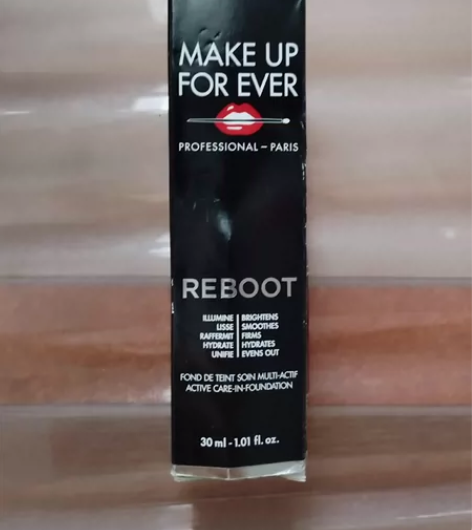 MAKE UP
FOR EVER
PROFESSIONAL – PARIS
REBOOT
ILLUMINE | BRIGHTENS
LISSE | SMOOTHES
RAFFERMIT | FIRMS
HYDRATE | HYDRATES
UNIFIE | EVENS OUT
FOND DE TEINT SOIN MULTI-ACTIF
ACTIVE CARE-IN-FOUNDATION
30 ml - 1.01 fl. oz.